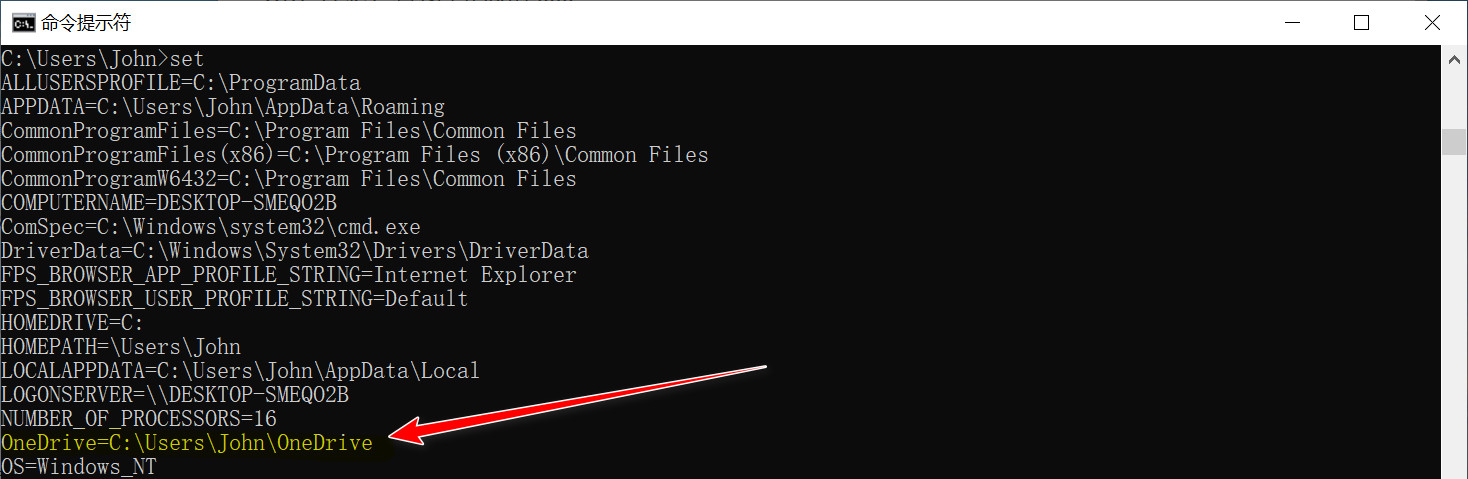 命令提示符
C:\Users\John>set
ALLUSERSPROFILE=C:\ProgramData
APPDATA=C:\Users\John\AppData\Roaming
CommonProgramFiles=C:\Program Files\Common Files
CommonProgramFiles(x86)=C:\Program Files (x86)\Common Files
CommonProgramW6432=C:\Program Files\Common Files
COMPUTERNAME=DESKTOP-SMEQO2B
ComSpec=C:\Windows\system32\cmd.exe
DriverData=C:\Windows\System32\Drivers\DriverData
FPS_BROWSER_APP_PROFILE_STRING=Internet Explorer
FPS_BROWSER_USER_PROFILE_STRING=Default
HOMEDRIVE=C:
HOMEPATH=\Users\John
LOCALAPPDATA=C:\Users\John\AppData\Local
LOGONSERVER=\\DESKTOP-SMEQO2B
NUMBER_OF_PROCESSORS=16
OneDrive=C:\Users\John\OneDrive
OS=Windows_NT